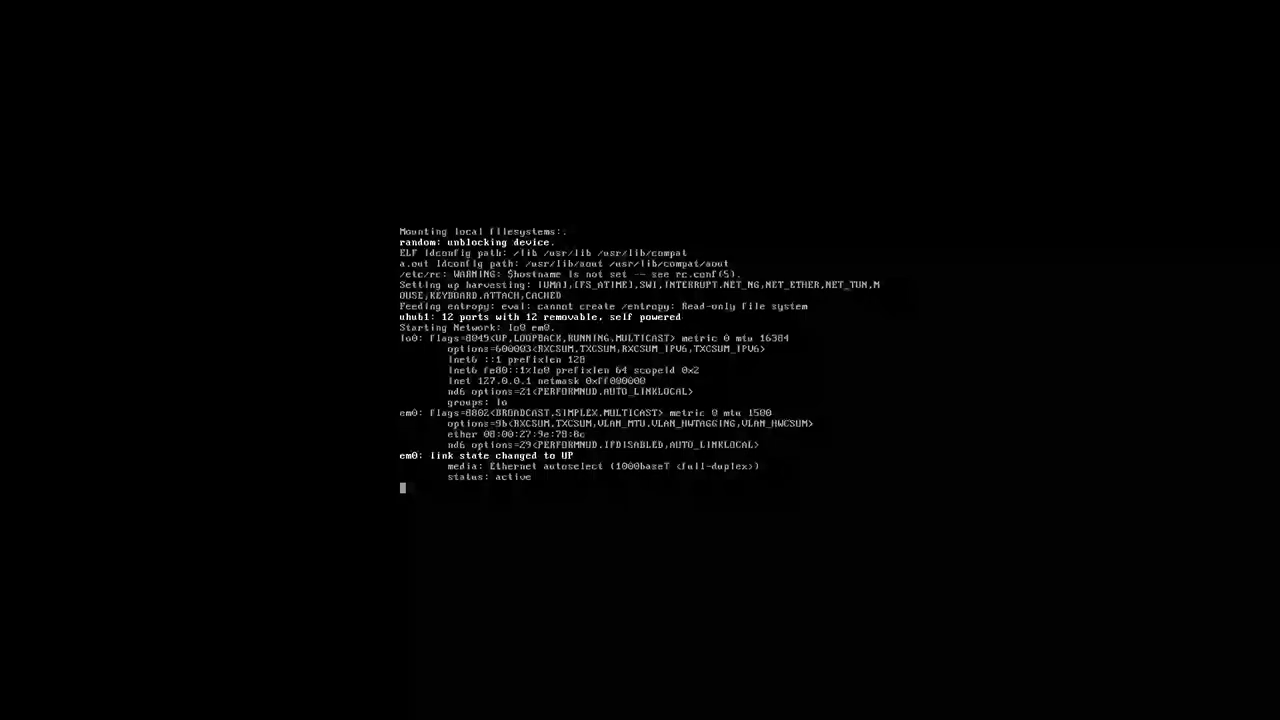 Mounting local filesystems:.
random: unblocking device.
ELF ldconfig path: /lib /usr/lib /usr/lib/compat
a.out ldconfig path: /usr/lib/aout /usr/lib/compat/aout
/etc/rc: WARNING: $hostname is not set -- see rc.conf(5).
Setting up harvesting: [UMA],[FS_ATIME],SWI,INTERRUPT,NET_NG,NET_ETHER,NET_TUN,M
OUSE,KEYBOARD,ATTACH,CACHED
Feeding entropy: eval: cannot create /entropy: Read-only file system
uhub1: 12 ports with 12 removable, self powered
Starting Network: lo0 em0.
lo0: flags=8049<UP,LOOPBACK,RUNNING,MULTICAST> metric 0 mtu 16384
options=600003<RXCSUM,TXCSUM,RXCSUM_IPV6,TXCSUM_IPV6>
inet6 ::1 prefixlen 128
inet6 fe80::1%lo0 prefixlen 64 scopeid 0x2
inet 127.0.0.1 netmask 0xff000000
nd6 options=21<PERFORMNUD,AUTO_LINKLOCAL>
groups: lo
em0: flags=8802<BROADCAST,SIMPLEX,MULTICAST> metric 0 mtu 1500
options=9b<RXCSUM,TXCSUM,VLAN_MTU,VLAN_HWTAGGING,VLAN_HWCSUM>
ether 08:00:27:9e:78:8c
nd6 options=29<PERFORMNUD,IFDISABLED,AUTO_LINKLOCAL>
em0: link state changed to UP
media: Ethernet autoselect (1000baseT <full-duplex>)
status: active